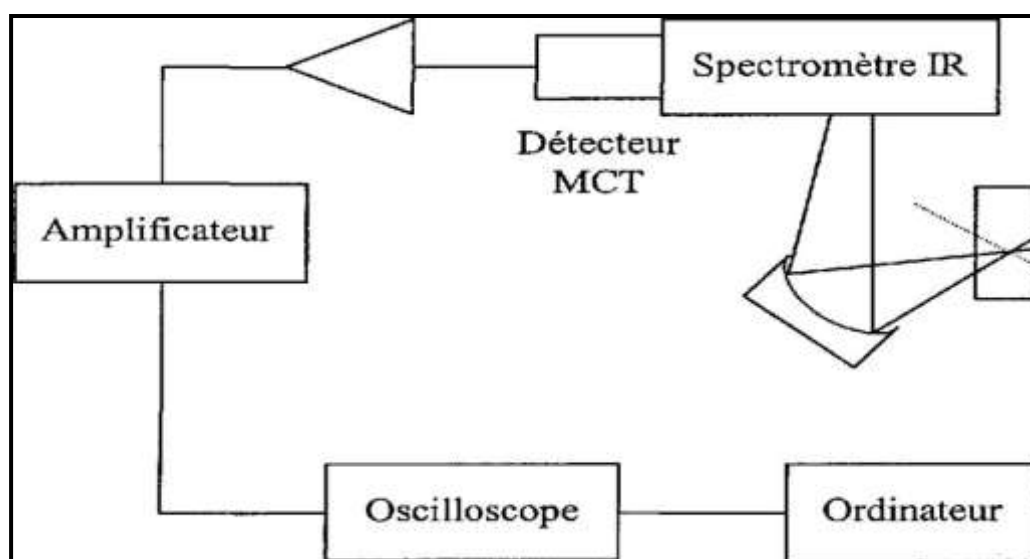 Spectromètre IR
Détecteur
MCT
Amplificateur
Oscilloscope
Ordinateur